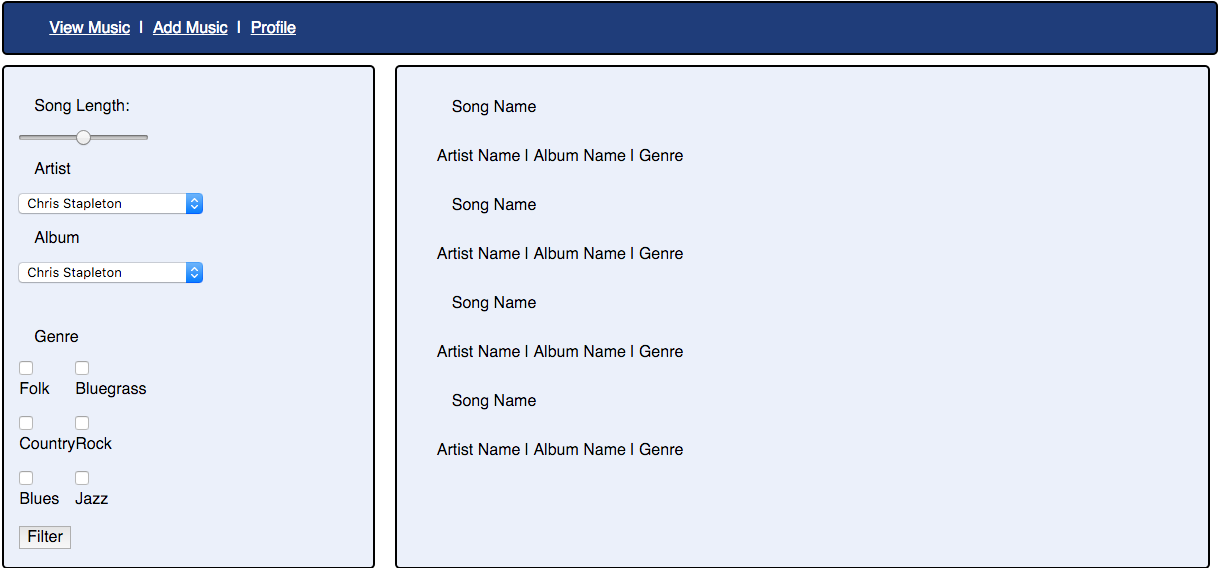 View Music | Add Music | Profile
Song Length:
Artist
Chris Stapleton
Album
Chris Stapleton
Genre
Folk Bluegrass
Country Rock
Blues Jazz
Filter
Song Name
Artist Name | Album Name | Genre
Song Name
Artist Name | Album Name | Genre
Song Name
Artist Name | Album Name | Genre
Song Name
Artist Name | Album Name | Genre